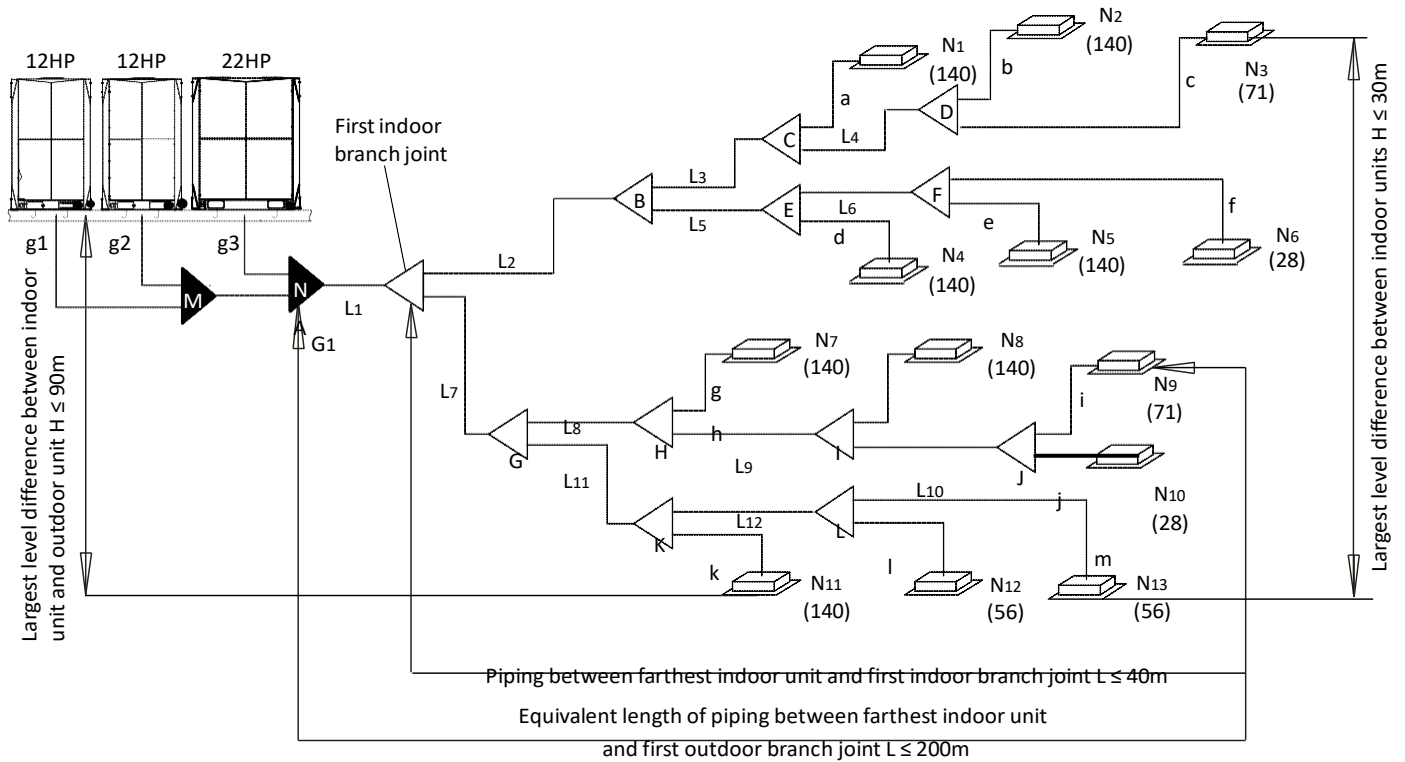 12HP
12HP
22HP
First indoor
branch joint
g1
g2
g3
M
N
A
G1
L1
L2
B
L3
L5
C
a
L4
D
b
c
N1
(140)
N2
(140)
N3
(71)
E
L6
d
F
e
f
N4
(140)
N5
(140)
N6
(28)
L7
G
L8
H
g
h
L9
I
N7
(140)
N8
(140)
i
J
N9
(71)
N10
(28)
L11
K
L12
L
L10
j
k
l
m
N11
(140)
N12
(56)
N13
(56)
Largest level difference between indoor
unit and outdoor unit H ≤ 90m
Largest level difference between indoor units H ≤ 30m
Piping between farthest indoor unit and first indoor branch joint L ≤ 40m
Equivalent length of piping between farthest indoor unit
and first outdoor branch joint L ≤ 200m